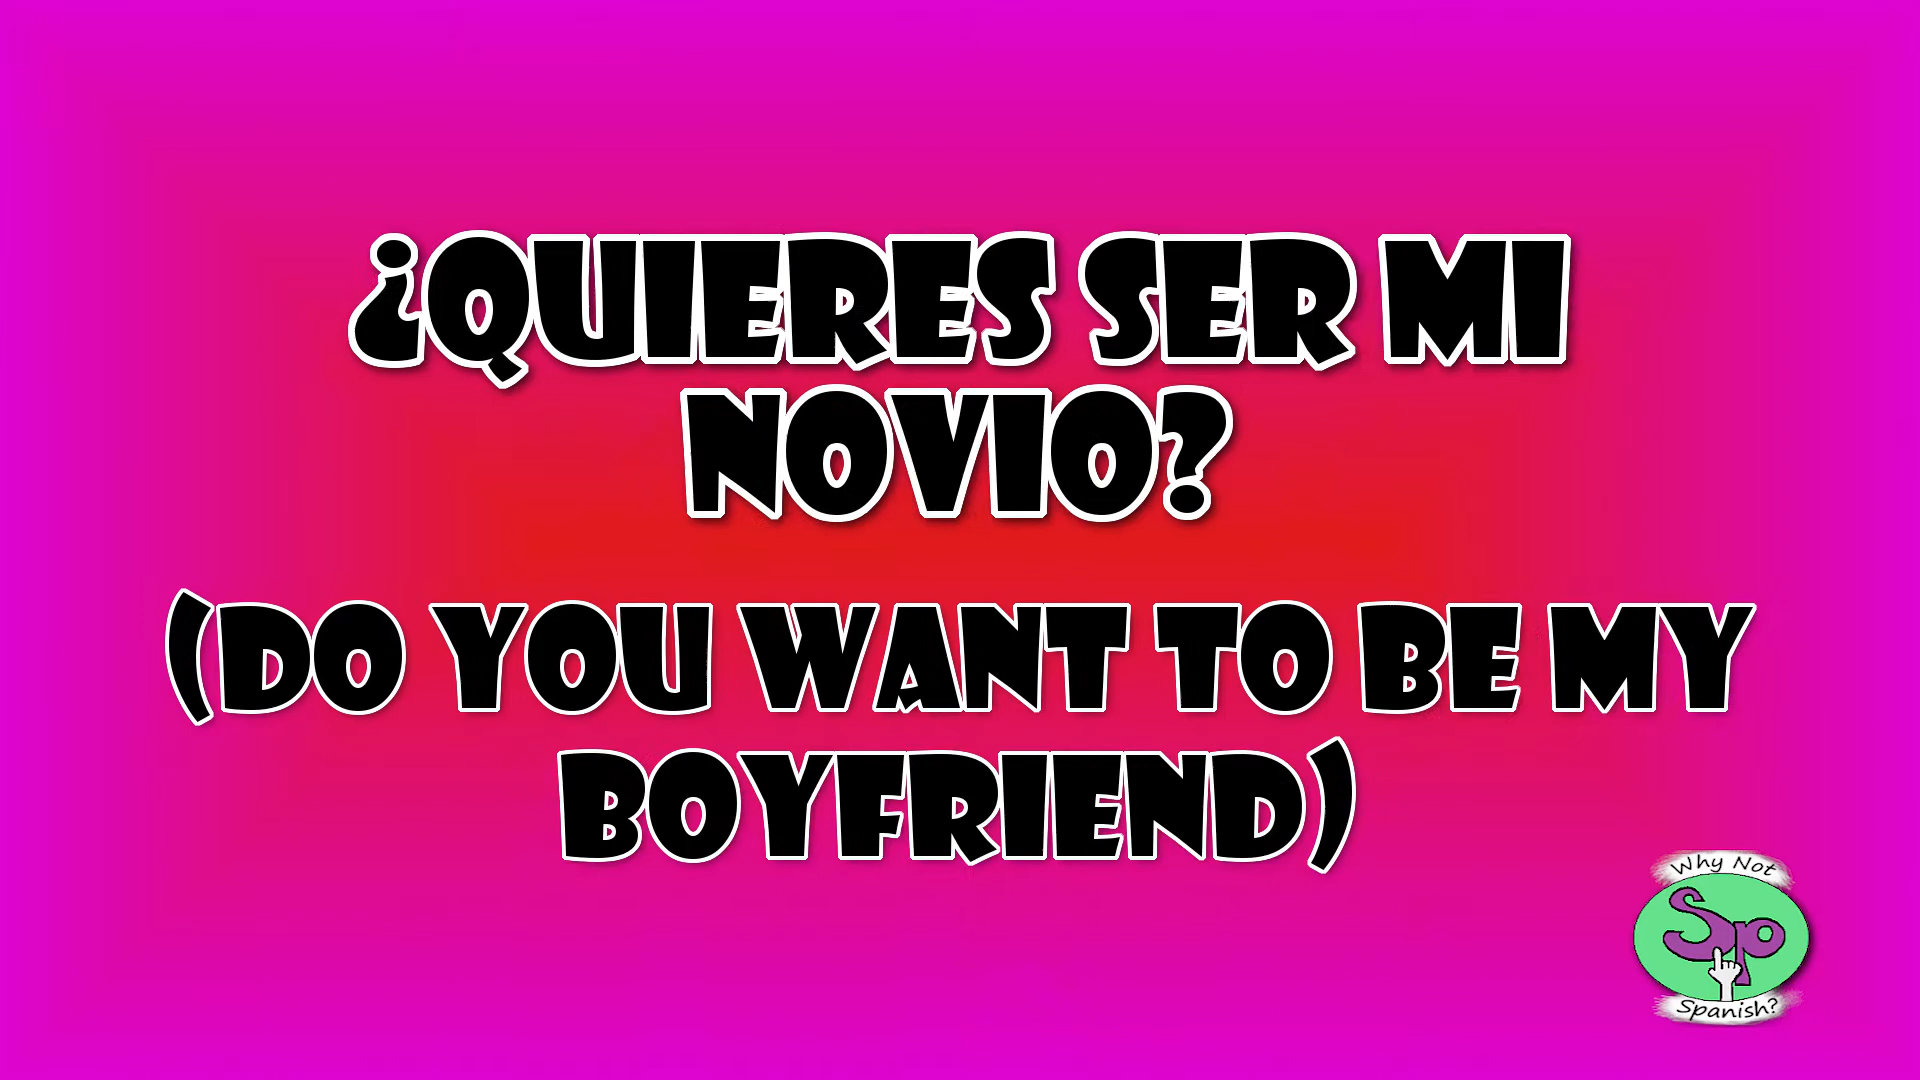 ¿QUIERES SER MI
NOVIO?
(DO YOU WANT TO BE MY
BOYFRIEND)
Why Not
Sp
Spanish?